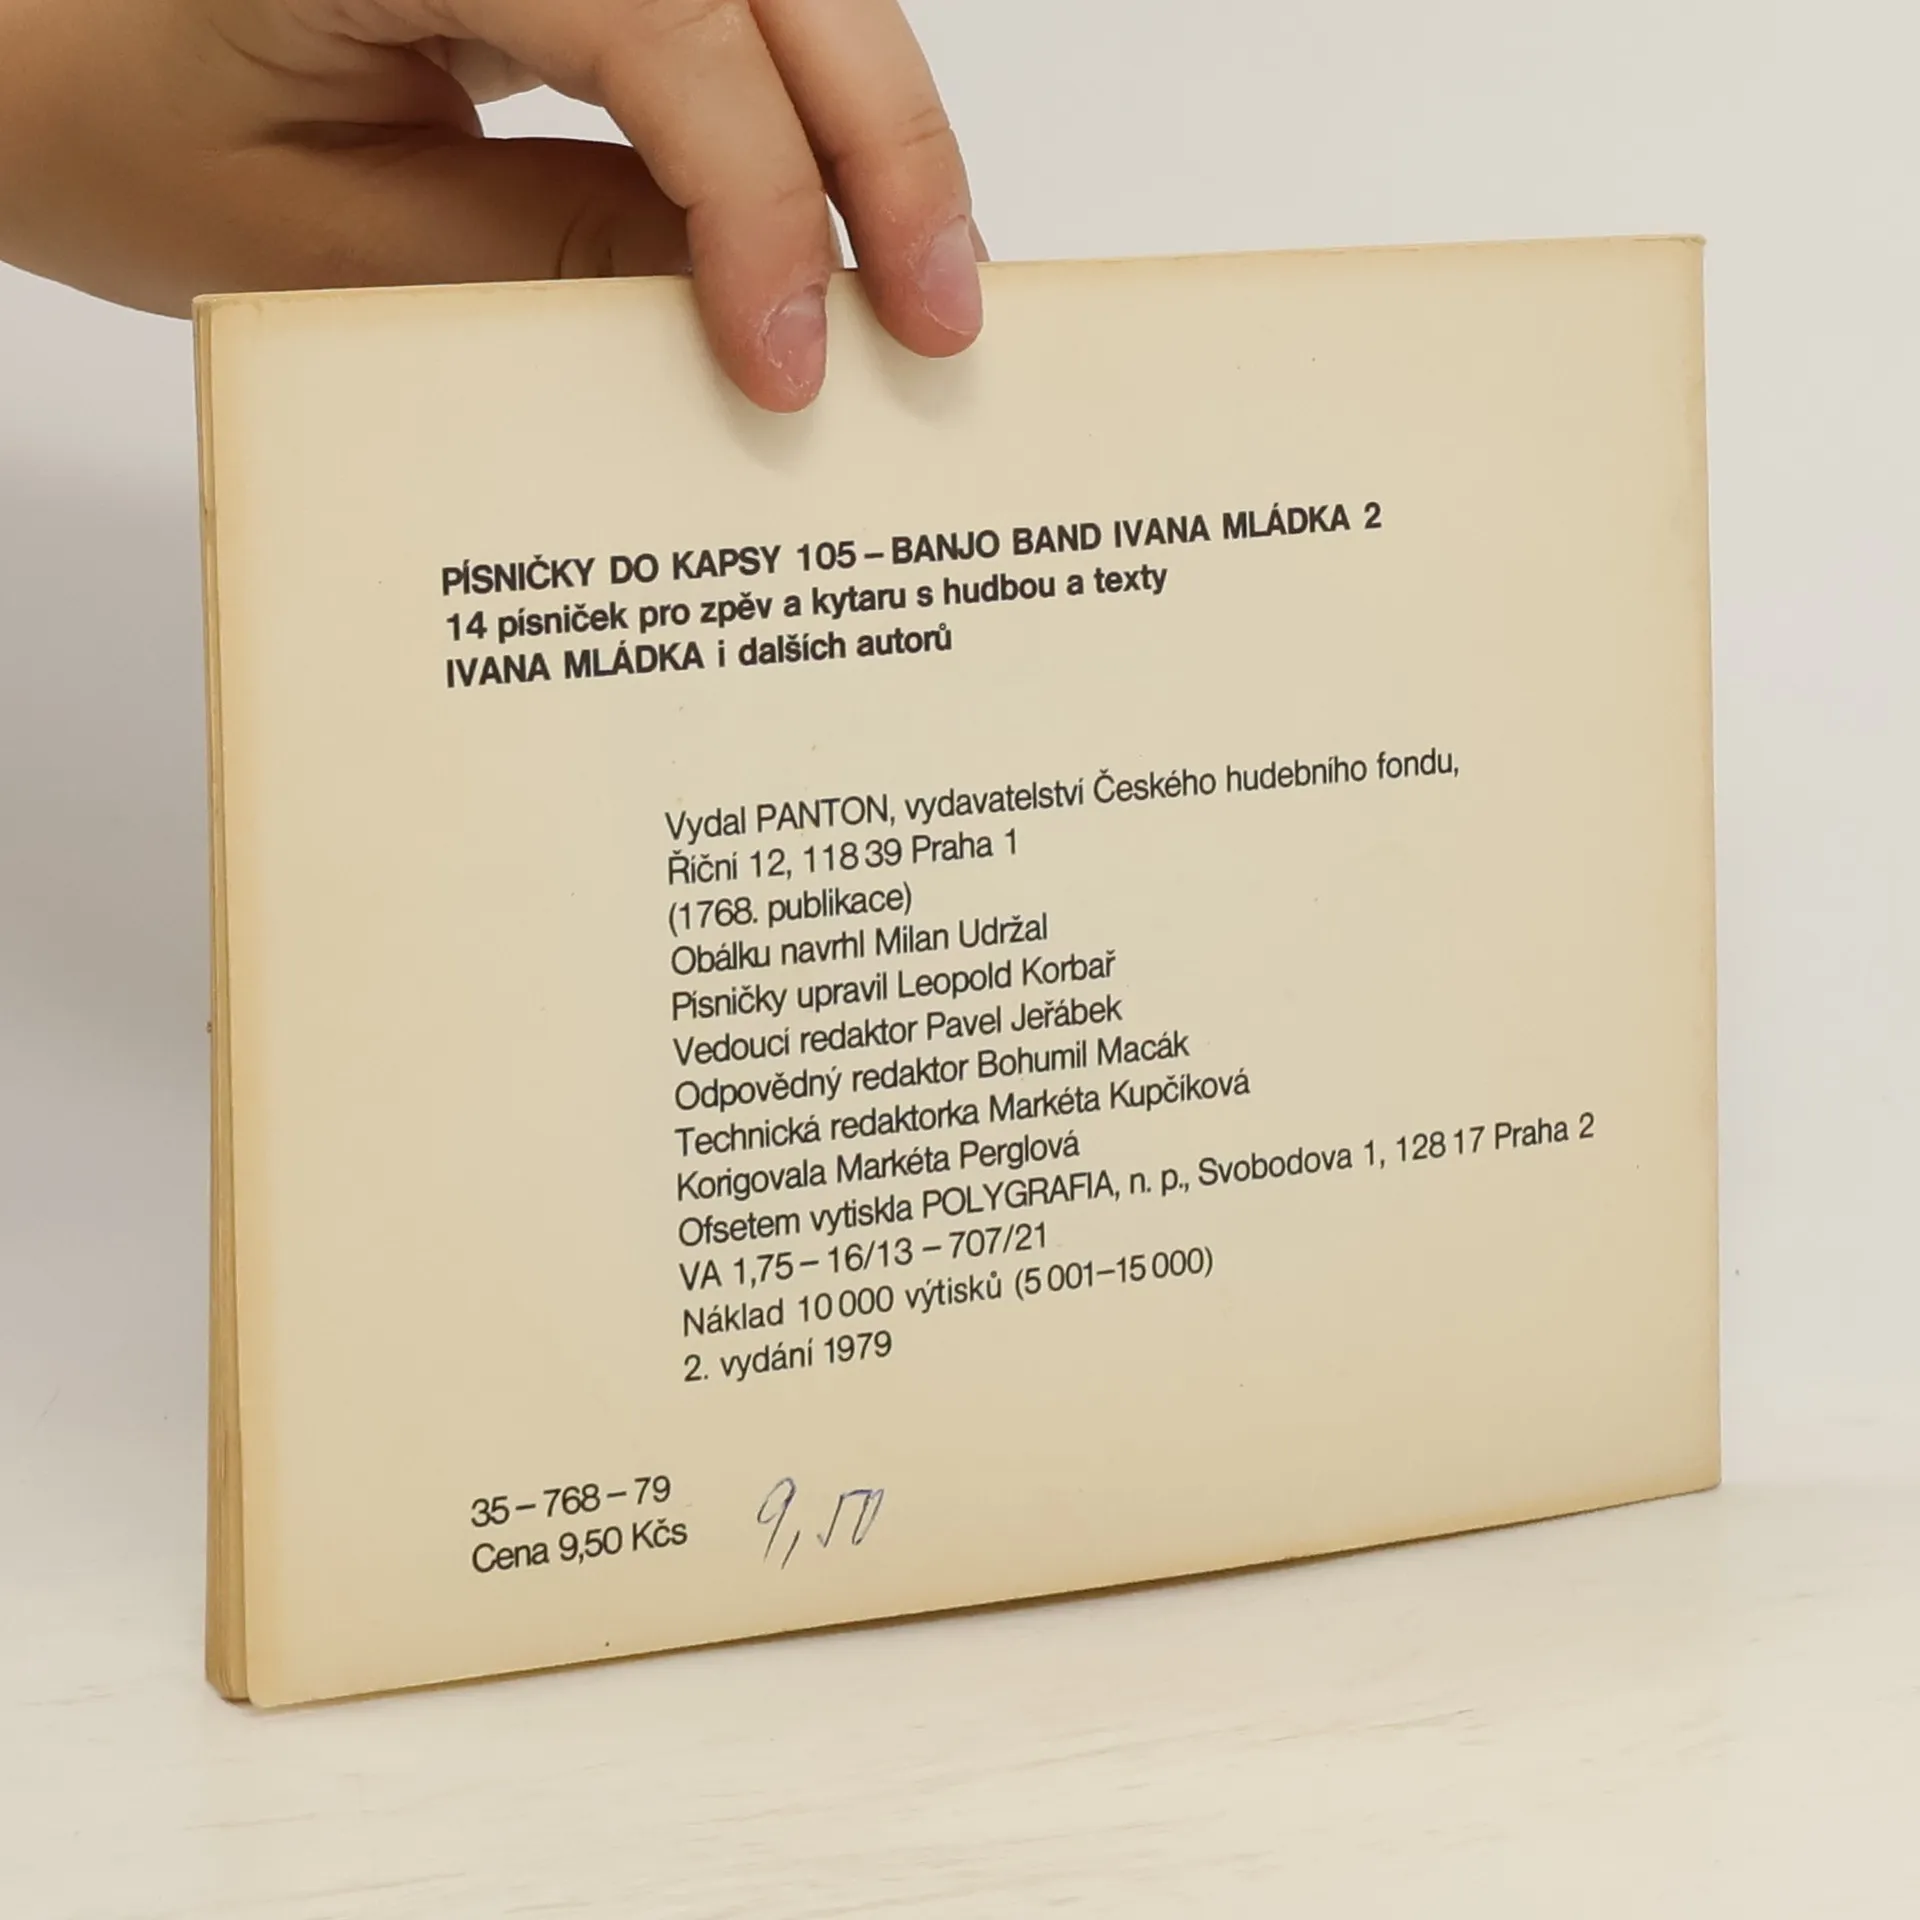 PÍSNIČKY DO KAPSY 105 – BANJO BAND IVANA MLÁDKA 2
14 písniček pro zpěv a kytaru s hudbou a texty
IVANA MLÁDKA i dalších autorů
Vydal PANTON, vydavatelství Českého hudebního fondu,
Říční 12, 118 39 Praha 1
(1768. publikace)
Obálku navrhl Milan Udržal
Písničky upravil Leopold Korbař
Vedoucí redaktor Pavel Jeřábek
Odpovědný redaktor Bohumil Macák
Technická redaktorka Markéta Kupčíková
Korigovala Markéta Perglová
Ofsetem vytiskla POLYGRAFIA, n. p., Svobodova 1, 128 17 Praha 2
VA 1,75 – 16/13 – 707/21
Náklad 10 000 výtisků (5 001–15 000)
2. vydání 1979
35 – 768 – 79
Cena 9,50 Kčs
9,50